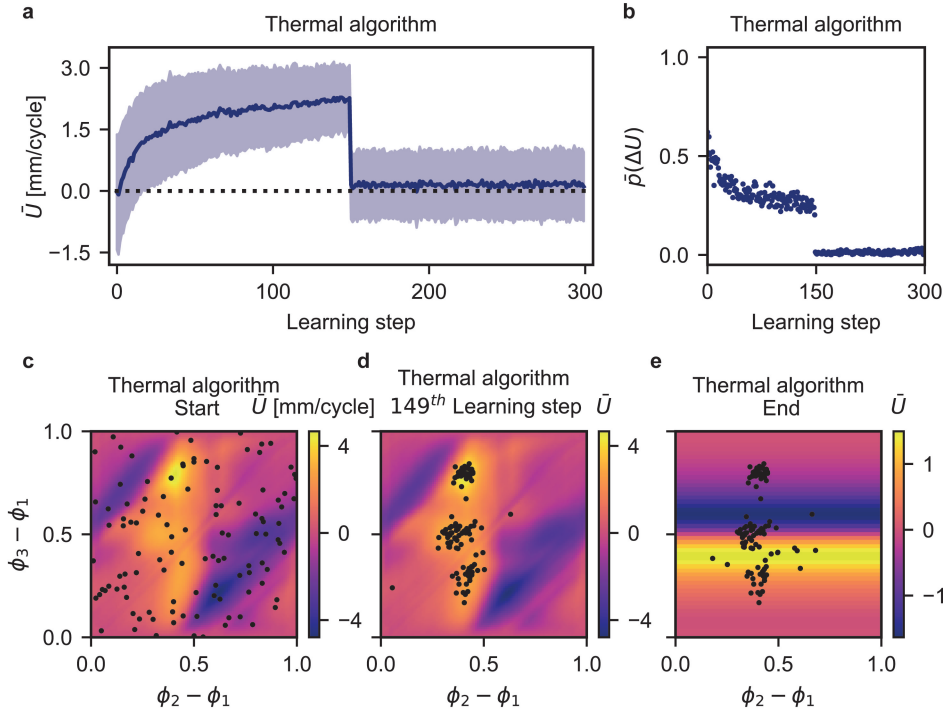 a
Thermal algorithm
Ū [mm/cycle]
3.0
1.5
0.0
−1.5
0
100
200
300
Learning step
b
Thermal algorithm
p̄(ΔU)
1.0
0.5
0.0
0
150
300
Learning step
c
Thermal algorithm
Start Ū [mm/cycle]
ϕ3 − ϕ1
1.0
0.5
0.0
0.0
0.5
1.0
ϕ2 − ϕ1
4
0
−4
d
Thermal algorithm
149th Learning step Ū
0.0
0.5
1.0
ϕ2 − ϕ1
4
0
−4
e
Thermal algorithm
End Ū
0.0
0.5
1.0
ϕ2 − ϕ1
1
0
−1